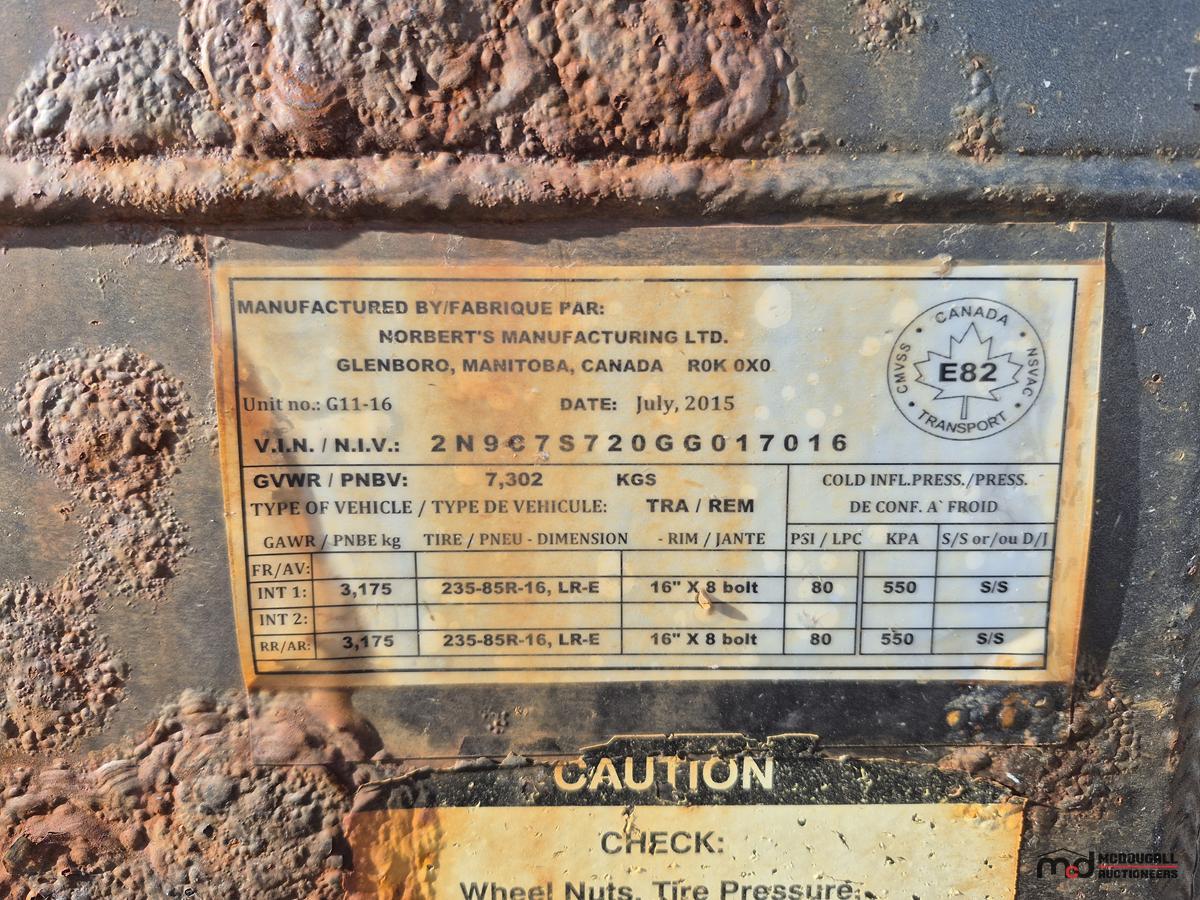 MANUFACTURED BY/FABRIQUE PAR:
NORBERT'S MANUFACTURING LTD.
GLENBORO, MANITOBA, CANADA R0K 0X0
CANADA
CMVSS
NSVAC
E82
TRANSPORT
Unit no.: G11-16 DATE: July, 2015
V.I.N. / N.I.V.: 2N9C7S720GG017016
GVWR / PNBV: 7,302 KGS
TYPE OF VEHICLE / TYPE DE VEHICULE: TRA / REM
COLD INFL.PRESS./PRESS.
DE CONF. A` FROID
GAWR / PNBE kg TIRE / PNEU - DIMENSION - RIM / JANTE PSI / LPC KPA S/S or/ou D/J
FR/AV:
INT 1: 3,175 235-85R-16, LR-E 16" X 8 bolt 80 550 S/S
INT 2:
RR/AR: 3,175 235-85R-16, LR-E 16" X 8 bolt 80 550 S/S
CAUTION
CHECK:
Wheel Nuts, Tire Pressure,
mcd MCDOUGALL
AUCTIONEERS